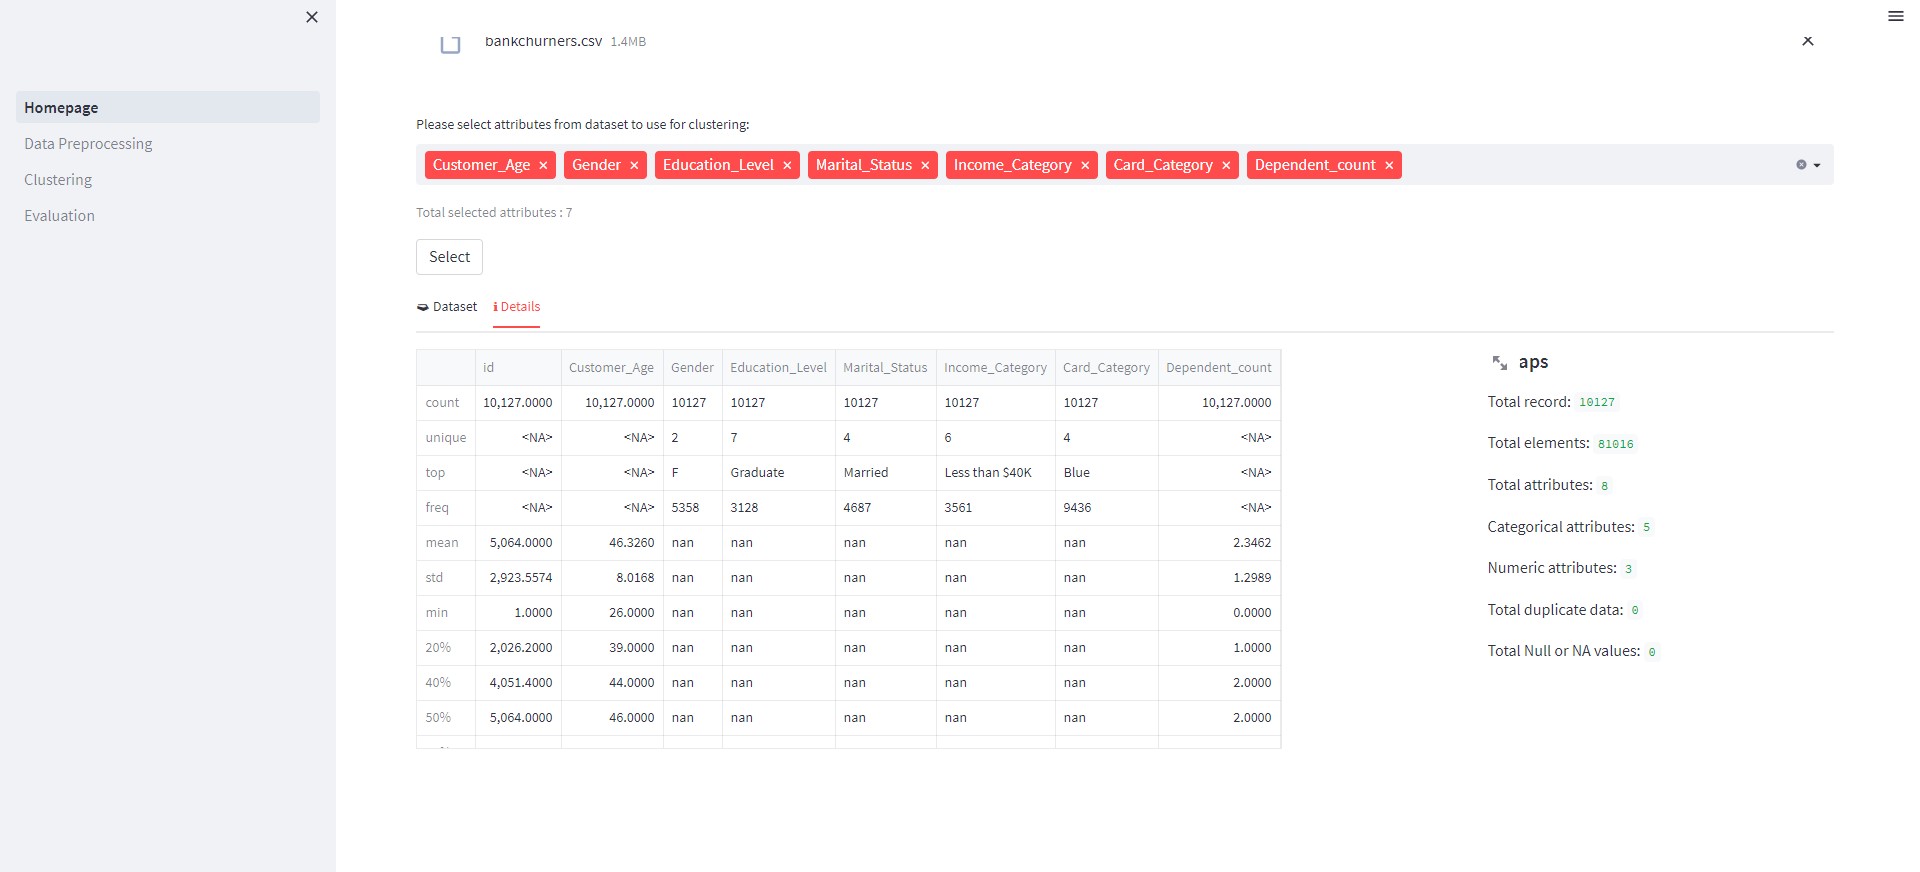 bankchurners.csv 1.4MB
Homepage
Data Preprocessing
Clustering
Evaluation
Please select attributes from dataset to use for clustering:
Customer_Age × Gender × Education_Level × Marital_Status × Income_Category × Card_Category × Dependent_count ×
Total selected attributes : 7
Select
Dataset Details
id Customer_Age Gender Education_Level Marital_Status Income_Category Card_Category Dependent_count
count 10,127.0000 10,127.0000 10127 10127 10127 10127 10127 10,127.0000
unique <NA> <NA> 2 7 4 6 4 <NA>
top <NA> <NA> F Graduate Married Less than $40K Blue <NA>
freq <NA> <NA> 5358 3128 4687 3561 9436 <NA>
mean 5,064.0000 46.3260 nan nan nan nan nan 2.3462
std 2,923.5574 8.0168 nan nan nan nan nan 1.2989
min 1.0000 26.0000 nan nan nan nan nan 0.0000
20% 2,026.2000 39.0000 nan nan nan nan nan 1.0000
40% 4,051.4000 44.0000 nan nan nan nan nan 2.0000
50% 5,064.0000 46.0000 nan nan nan nan nan 2.0000
aps
Total record: 10127
Total elements: 81016
Total attributes: 8
Categorical attributes: 5
Numeric attributes: 3
Total duplicate data: 0
Total Null or NA values: 0